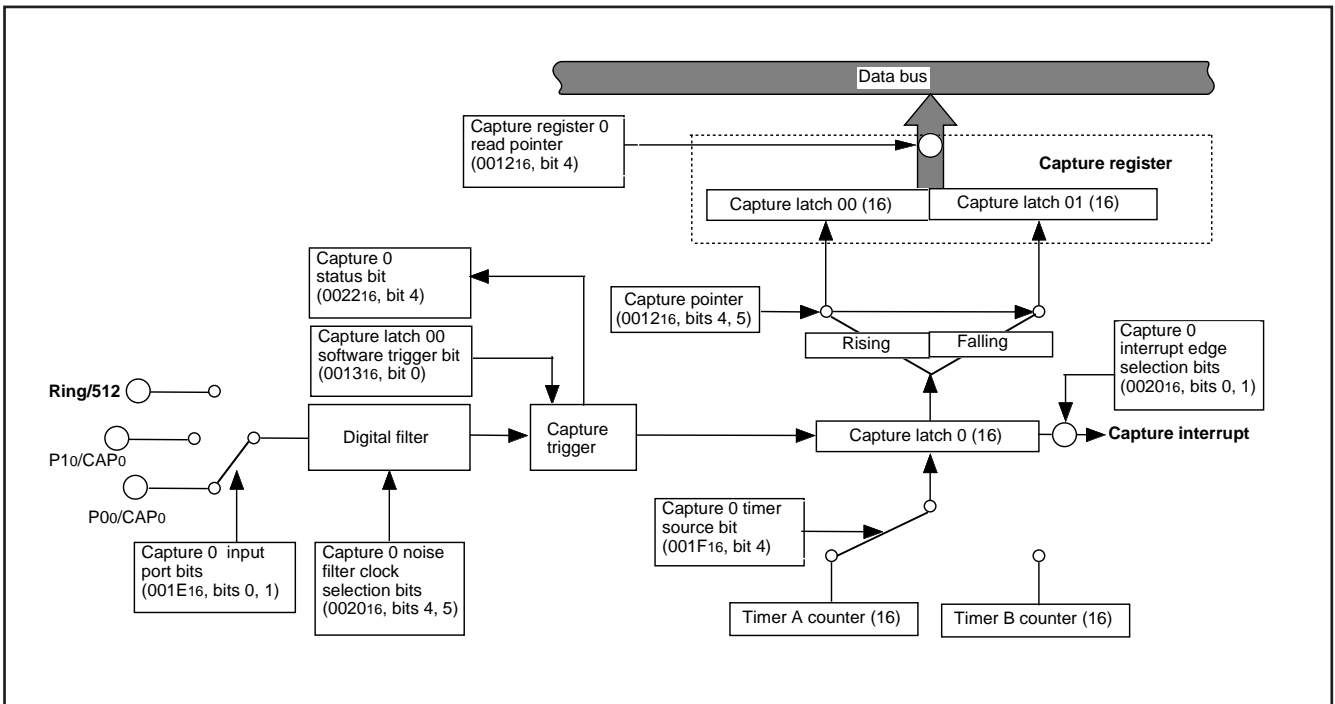 Data bus
Capture register 0
read pointer
(001216, bit 4)
Capture register
Capture latch 00 (16)
Capture latch 01 (16)
Capture 0
status bit
(002216, bit 4)
Capture pointer
(001216, bits 4, 5)
Capture latch 00
software trigger bit
(001316, bit 0)
Rising
Falling
Capture 0
interrupt edge
selection bits
(002016, bits 0, 1)
Ring/512
P10/CAP0
P00/CAP0
Digital filter
Capture
trigger
Capture latch 0 (16)
Capture interrupt
Capture 0 input
port bits
(001E16, bits 0, 1)
Capture 0 noise
filter clock
selection bits
(002016, bits 4, 5)
Capture 0 timer
source bit
(001F16, bit 4)
Timer A counter (16)
Timer B counter (16)